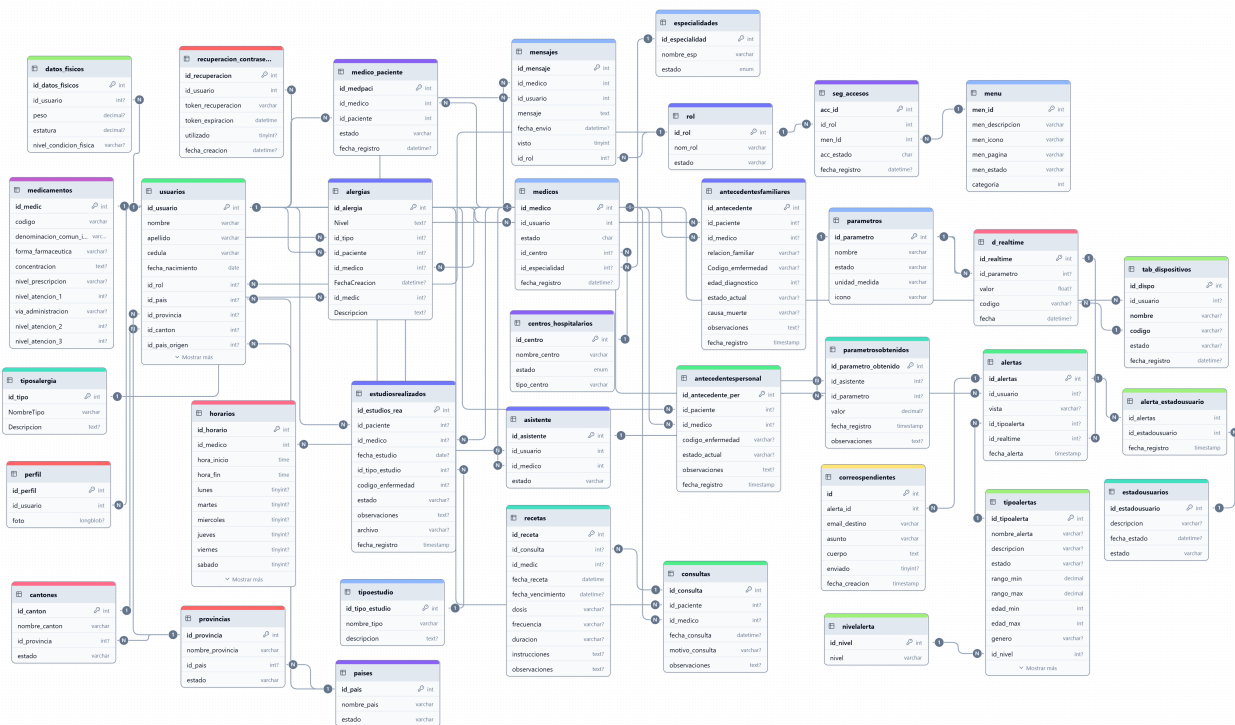 especialidades
id_especialidad int
nombre_esp varchar
estado enum
datos_fisicos
id_datos_fisicos int
id_usuario int?
peso decimal?
estatura decimal?
nivel_condicion_fisica varchar?
recuperacion_contrase...
id_recuperacion int
id_usuario int
token_recuperacion varchar
token_expiracion datetime
utilizado tinyint?
fecha_creacion datetime?
medico_paciente
id_medpaci int
id_medico int
id_paciente int
estado varchar
fecha_registro datetime?
mensajes
id_mensaje int
id_medico int
id_usuario int
mensaje text
fecha_envio datetime?
visto tinyint
id_rol int?
rol
id_rol int
nom_rol varchar
estado varchar
seg_accesos
acc_id int
id_rol int
men_Id int
acc_estado char
fecha_registro datetime?
menu
men_id int
men_descripcion varchar
men_icono varchar
men_pagina varchar
men_estado varchar
categoria int
medicamentos
id_medic int
codigo varchar
denominacion_comun_i... varc...
forma_farmaceutica varchar?
concentracion text?
nivel_prescripcion varchar?
nivel_atencion_1 int?
via_administracion varchar?
nivel_atencion_2 int?
nivel_atencion_3 int?
usuarios
id_usuario int
nombre varchar
apellido varchar
cedula varchar
fecha_nacimiento date
id_rol int?
id_pais int?
id_provincia int?
id_canton int?
id_pais_origen int?
Mostrar más
alergias
id_alergia int
Nivel text?
id_tipo int?
id_paciente int?
id_medico int?
FechaCreacion datetime?
id_medic int?
Descripcion text?
medicos
id_medico int
id_usuario int
estado char
id_centro int?
id_especialidad int?
fecha_registro datetime?
antecedentesfamiliares
id_antecedente int
id_paciente int?
id_medico int?
relacion_familiar varchar?
Codigo_enfermedad varchar?
edad_diagnostico int?
estado_actual varchar?
causa_muerte varchar?
observaciones text?
fecha_registro timestamp
parametros
id_parametro int
nombre varchar
estado varchar
unidad_medida varchar
icono varchar
d_realtime
id_realtime int
id_parametro int?
valor float?
codigo varchar?
fecha datetime?
tab_dispositivos
id_dispo int
id_usuario int?
nombre varchar?
codigo varchar?
estado varchar?
fecha_registro datetime?
centros_hospitalarios
id_centro int
nombre_centro varchar
estado enum
tipo_centro varchar
parametrosobtenidos
id_parametro_obtenido int
id_asistente int?
id_parametro int?
valor decimal?
fecha_registro timestamp
observaciones text?
alertas
id_alertas int
id_usuario int?
vista varchar?
id_tipoalerta int?
id_realtime int?
fecha_alerta timestamp
alerta_estadousuario
id_alertas int
id_estadousuario int
fecha_registro timestamp
tiposalergia
id_tipo int
NombreTipo varchar
Descripcion text?
horarios
id_horario int
id_medico int
hora_inicio time
hora_fin time
lunes tinyint?
martes tinyint?
miercoles tinyint?
jueves tinyint?
viernes tinyint?
sabado tinyint?
Mostrar más
estudiosrealizados
id_estudios_rea int
id_paciente int?
id_medico int?
fecha_estudio date?
id_tipo_estudio int?
codigo_enfermedad int?
estado varchar?
observaciones text?
archivo varchar?
fecha_registro timestamp
asistente
id_asistente int
id_usuario int
id_medico int
estado varchar
antecedentespersonal
id_antecedente_per int
id_paciente int?
id_medico int?
codigo_enfermedad varchar?
estado_actual varchar?
observaciones text?
fecha_registro timestamp
perfil
id_perfil int
id_usuario int
foto longblob?
correospendientes
id int
alerta_id int
email_destino varchar
asunto varchar
cuerpo text
enviado tinyint?
fecha_creacion timestamp
tipoalertas
id_tipoalerta int
nombre_alerta varchar?
descripcion varchar?
estado varchar?
rango_min decimal
rango_max decimal
edad_min int
edad_max int
genero varchar?
id_nivel int?
Mostrar más
estadousuarios
id_estadousuario int
descripcion varchar?
fecha_estado datetime?
estado varchar
recetas
id_receta int
id_consulta int?
id_medic int?
fecha_receta datetime
fecha_vencimiento datetime?
dosis varchar?
frecuencia varchar?
duracion varchar?
instrucciones text?
observaciones text?
consultas
id_consulta int
id_paciente int?
id_medico int?
fecha_consulta datetime?
motivo_consulta varchar?
observaciones text?
cantones
id_canton int
nombre_canton varchar
id_provincia int?
estado varchar
provincias
id_provincia int
nombre_provincia varchar
id_pais int?
estado varchar
tipoestudio
id_tipo_estudio int
nombre_tipo varchar
descripcion text?
nivelalerta
id_nivel int
nivel varchar
paises
id_pais int
nombre_pais varchar
estado varchar